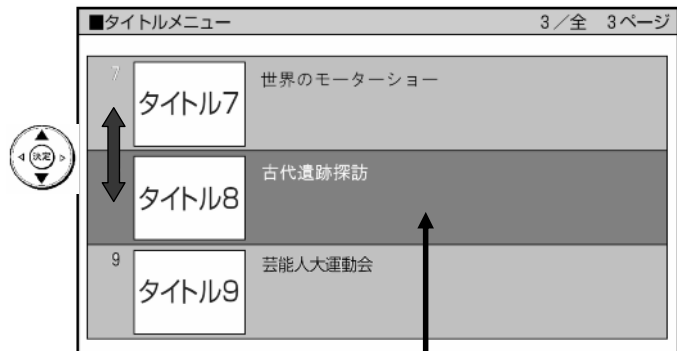 ■タイトルメニュー 3／全 3ページ
7
タイトル7
世界のモーターショー
決定
タイトル8
古代遺跡探訪
9
タイトル9
芸能人大運動会